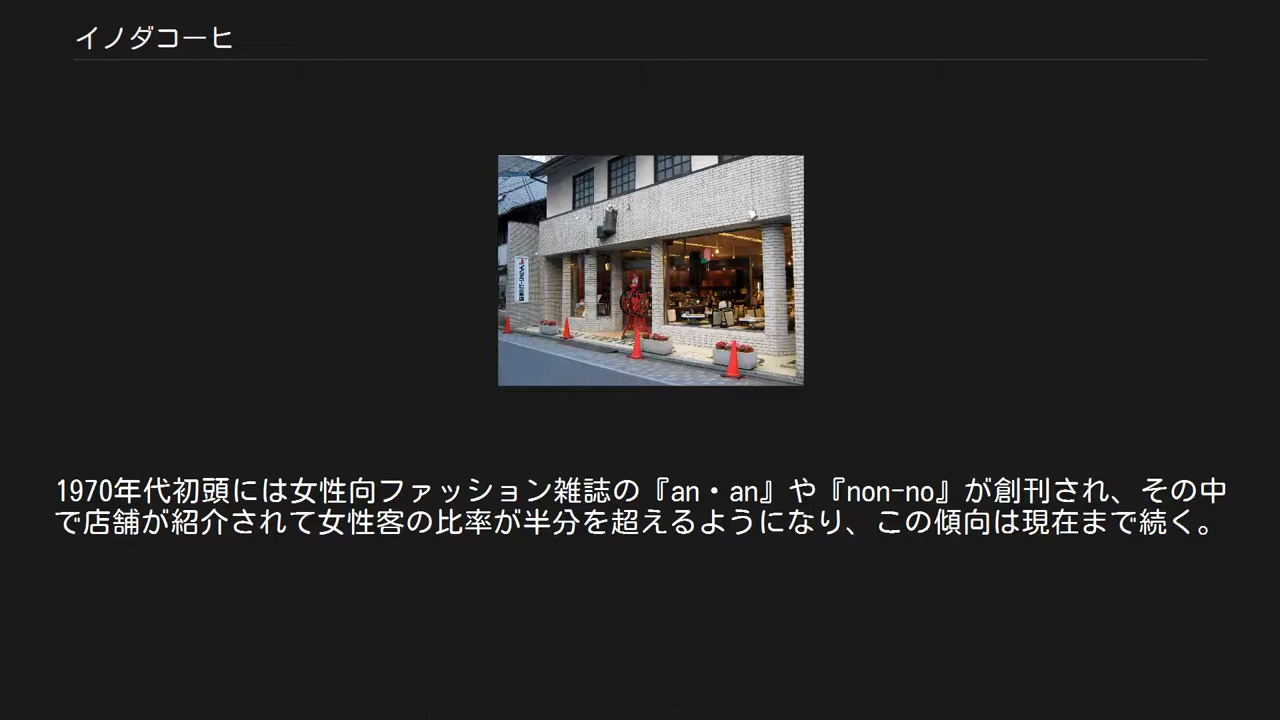 イノダコーヒ
1970年代初頭には女性向ファッション雑誌の『an・an』や『non-no』が創刊され、その中
で店舗が紹介されて女性客の比率が半分を超えるようになり、この傾向は現在まで続く。